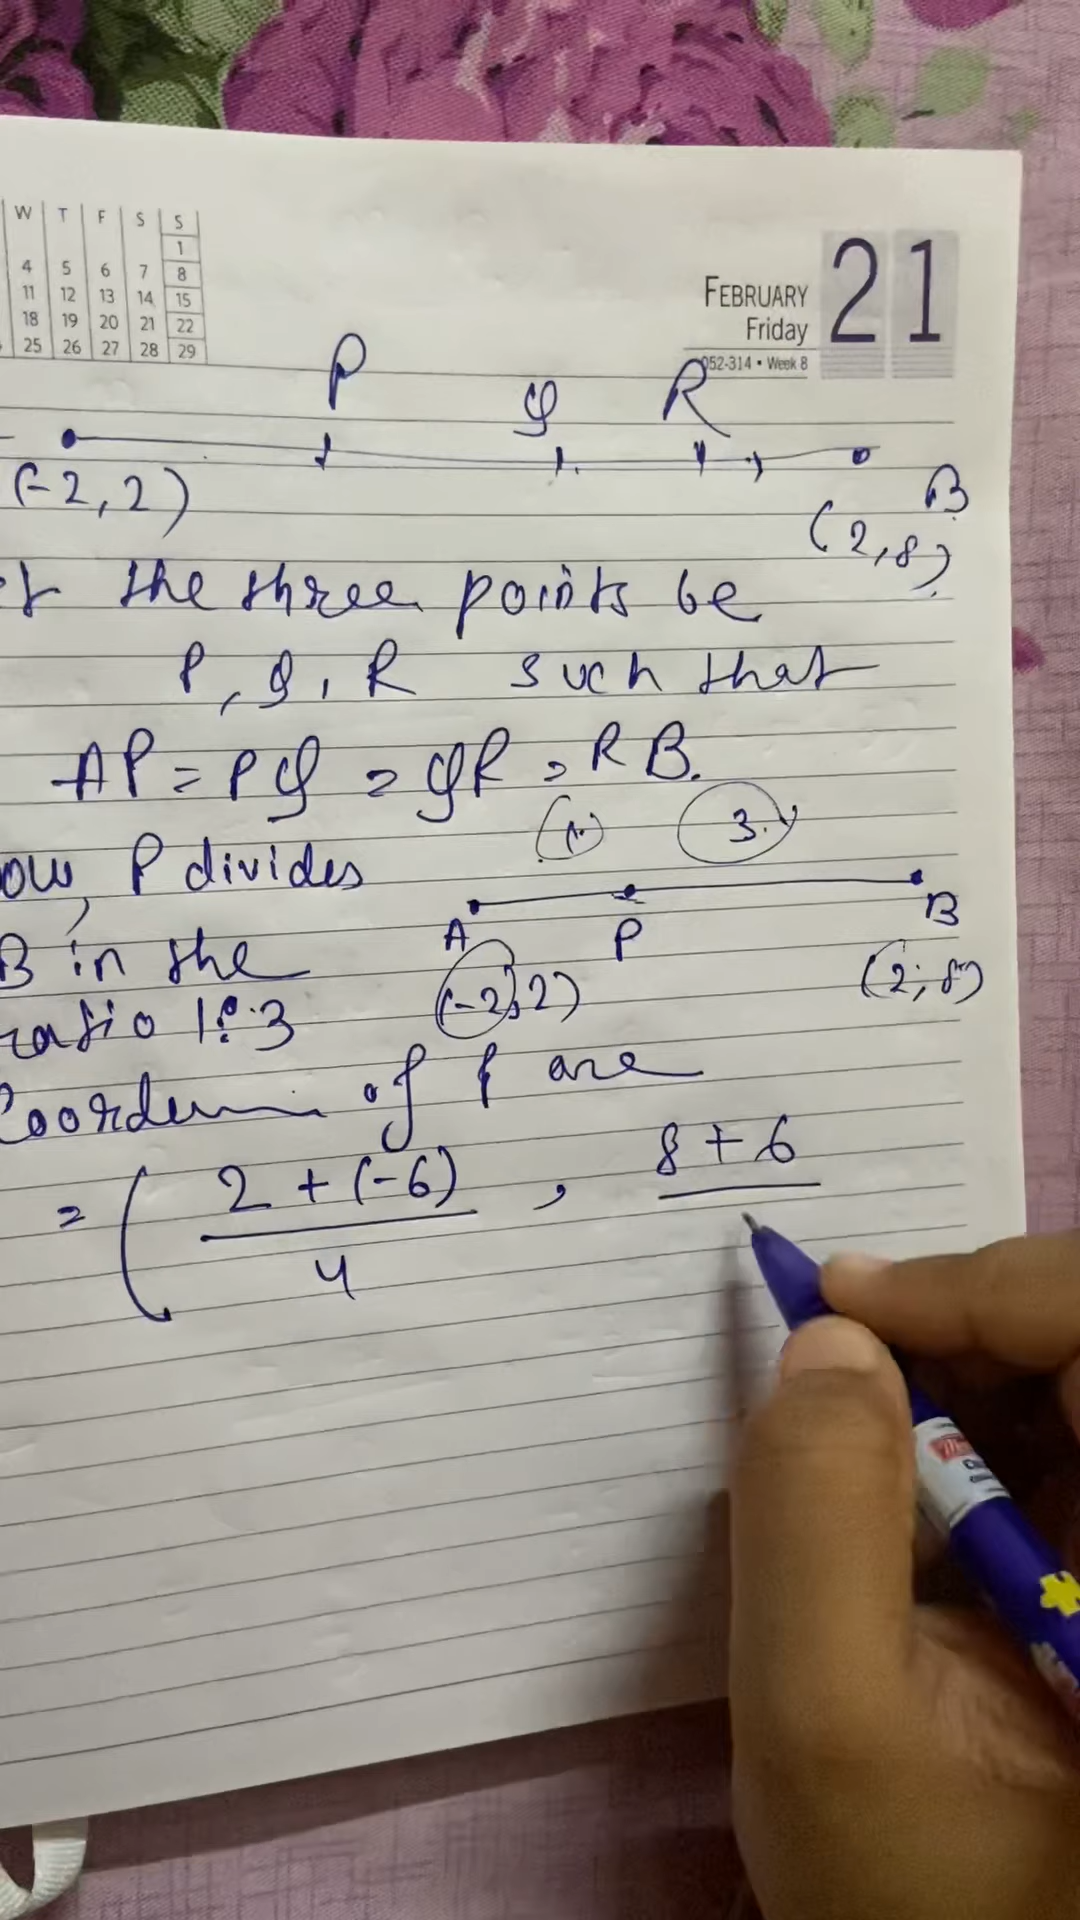 W T F S S
1
4 5 6 7 8
11 12 13 14 15
18 19 20 21 22
25 26 27 28 29
FEBRUARY 21
Friday
052-314 • Week 8
P Q R
B
(-2, 2) (2, 8)
the three points be
P, Q, R such that
AP = PQ = QR = RB.
1. 3.
P divides
A P B
B in the
(-2, 2) (2, 8)
ratio 1:3
of P are
= ( 2 + (-6) , 8 + 6
4